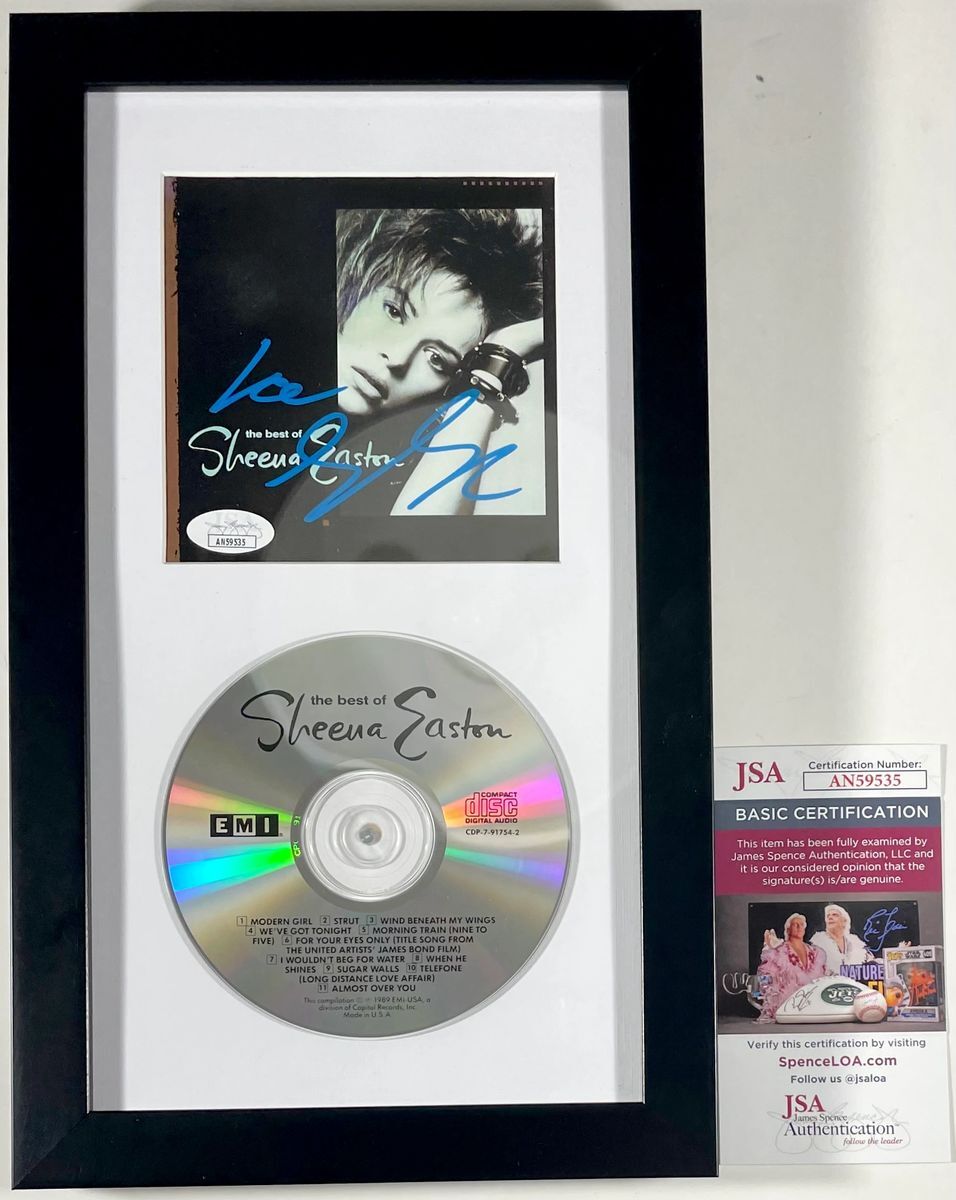 Love
the best of
Sheena Easton
AN59535
the best of
Sheena Easton
EMI
COMPACT
disc
DIGITAL AUDIO
CDP-7-91754-2
1 MODERN GIRL 2 STRUT 3 WIND BENEATH MY WINGS
4 WE'VE GOT TONIGHT 5 MORNING TRAIN (NINE TO
FIVE) 6 FOR YOUR EYES ONLY (TITLE SONG FROM
THE UNITED ARTISTS' JAMES BOND FILM)
7 I WOULDN'T BEG FOR WATER 8 WHEN HE
SHINES 9 SUGAR WALLS 10 TELEFONE
(LONG DISTANCE LOVE AFFAIR)
11 ALMOST OVER YOU
This compilation © ℗ 1989 EMI-USA, a
division of Capitol Records, Inc.
Made in U.S.A
JSA
Certification Number:
AN59535
BASIC CERTIFICATION
This item has been fully examined by
James Spence Authentication, LLC and
it is our considered opinion that the
signature(s) is/are genuine.
NATURE
JETS
Verify this certification by visiting
SpenceLOA.com
Follow us @jsaloa
JSA
James Spence
Authentication™
follow the leader